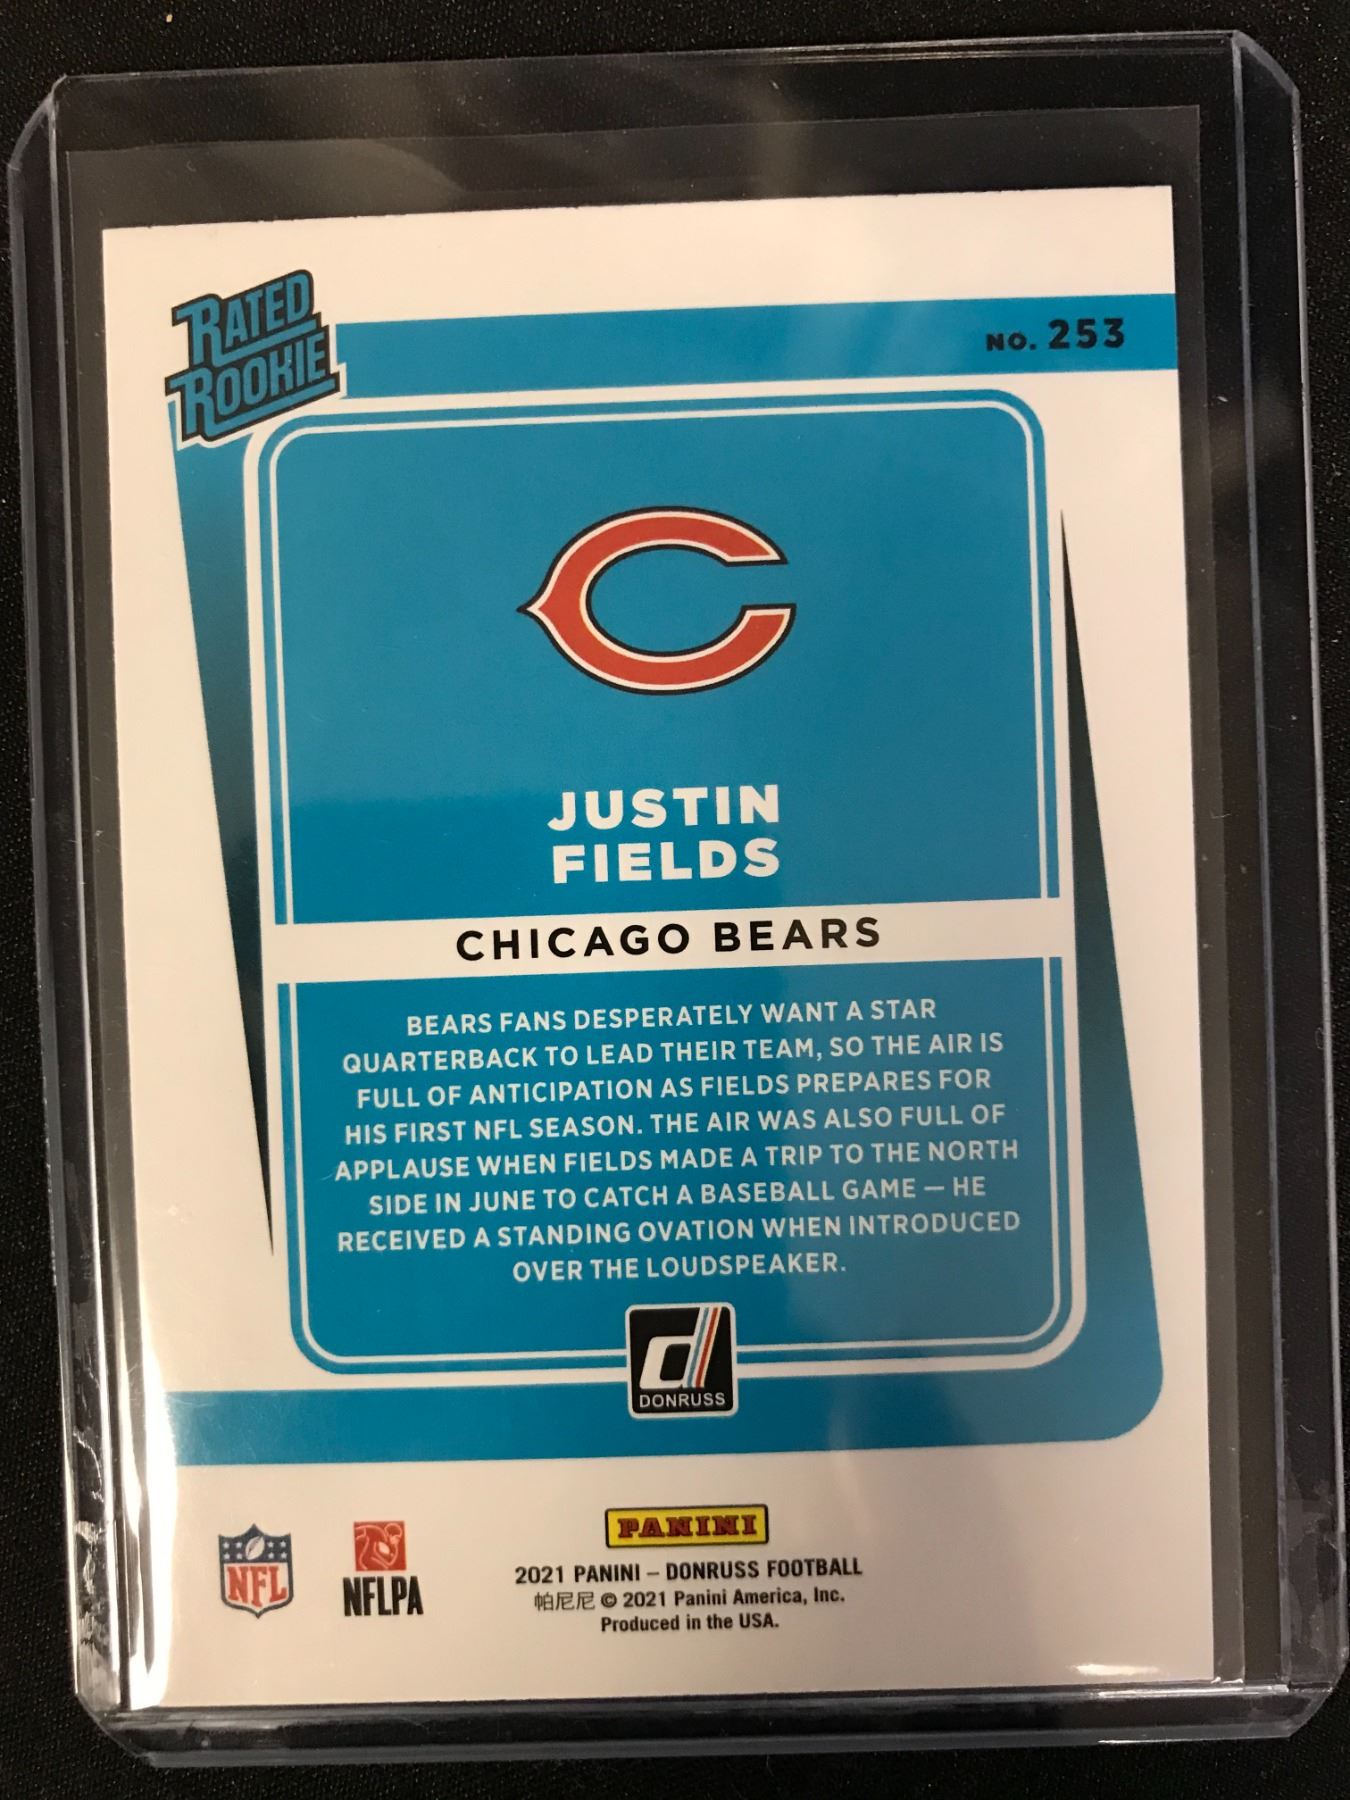 RATED
ROOKIE
NO. 253
JUSTIN
FIELDS
CHICAGO BEARS
BEARS FANS DESPERATELY WANT A STAR
QUARTERBACK TO LEAD THEIR TEAM, SO THE AIR IS
FULL OF ANTICIPATION AS FIELDS PREPARES FOR
HIS FIRST NFL SEASON. THE AIR WAS ALSO FULL OF
APPLAUSE WHEN FIELDS MADE A TRIP TO THE NORTH
SIDE IN JUNE TO CATCH A BASEBALL GAME — HE
RECEIVED A STANDING OVATION WHEN INTRODUCED
OVER THE LOUDSPEAKER.
d
DONRUSS
NFL
NFLPA
PANINI
2021 PANINI – DONRUSS FOOTBALL
帕尼尼 © 2021 Panini America, Inc.
Produced in the USA.